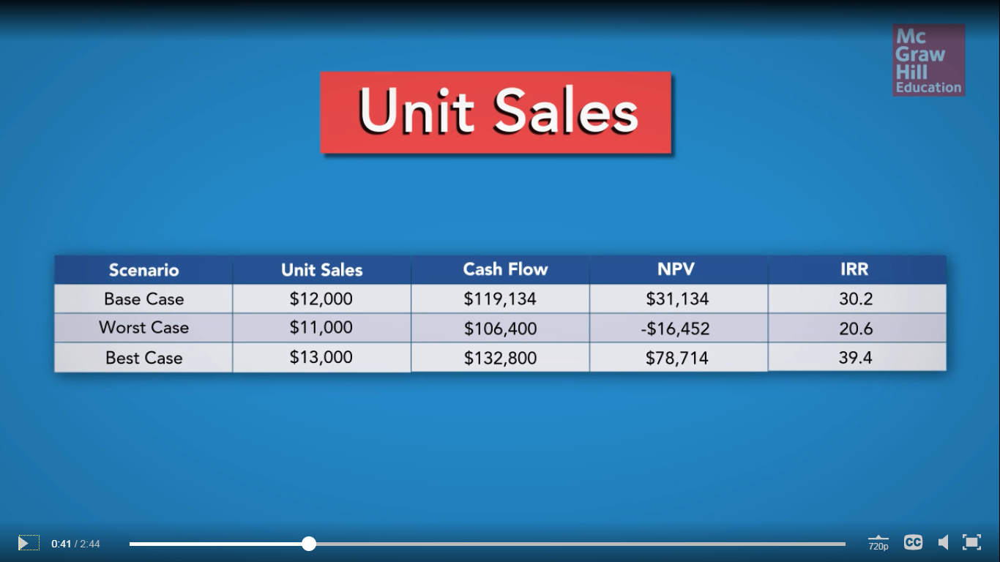 Mc
Graw
Hill
Education
Unit Sales
Scenario Unit Sales Cash Flow NPV IRR
Base Case $12,000 $119,134 $31,134 30.2
Worst Case $11,000 $106,400 -$16,452 20.6
Best Case $13,000 $132,800 $78,714 39.4
0:41 / 2:44 720p CC